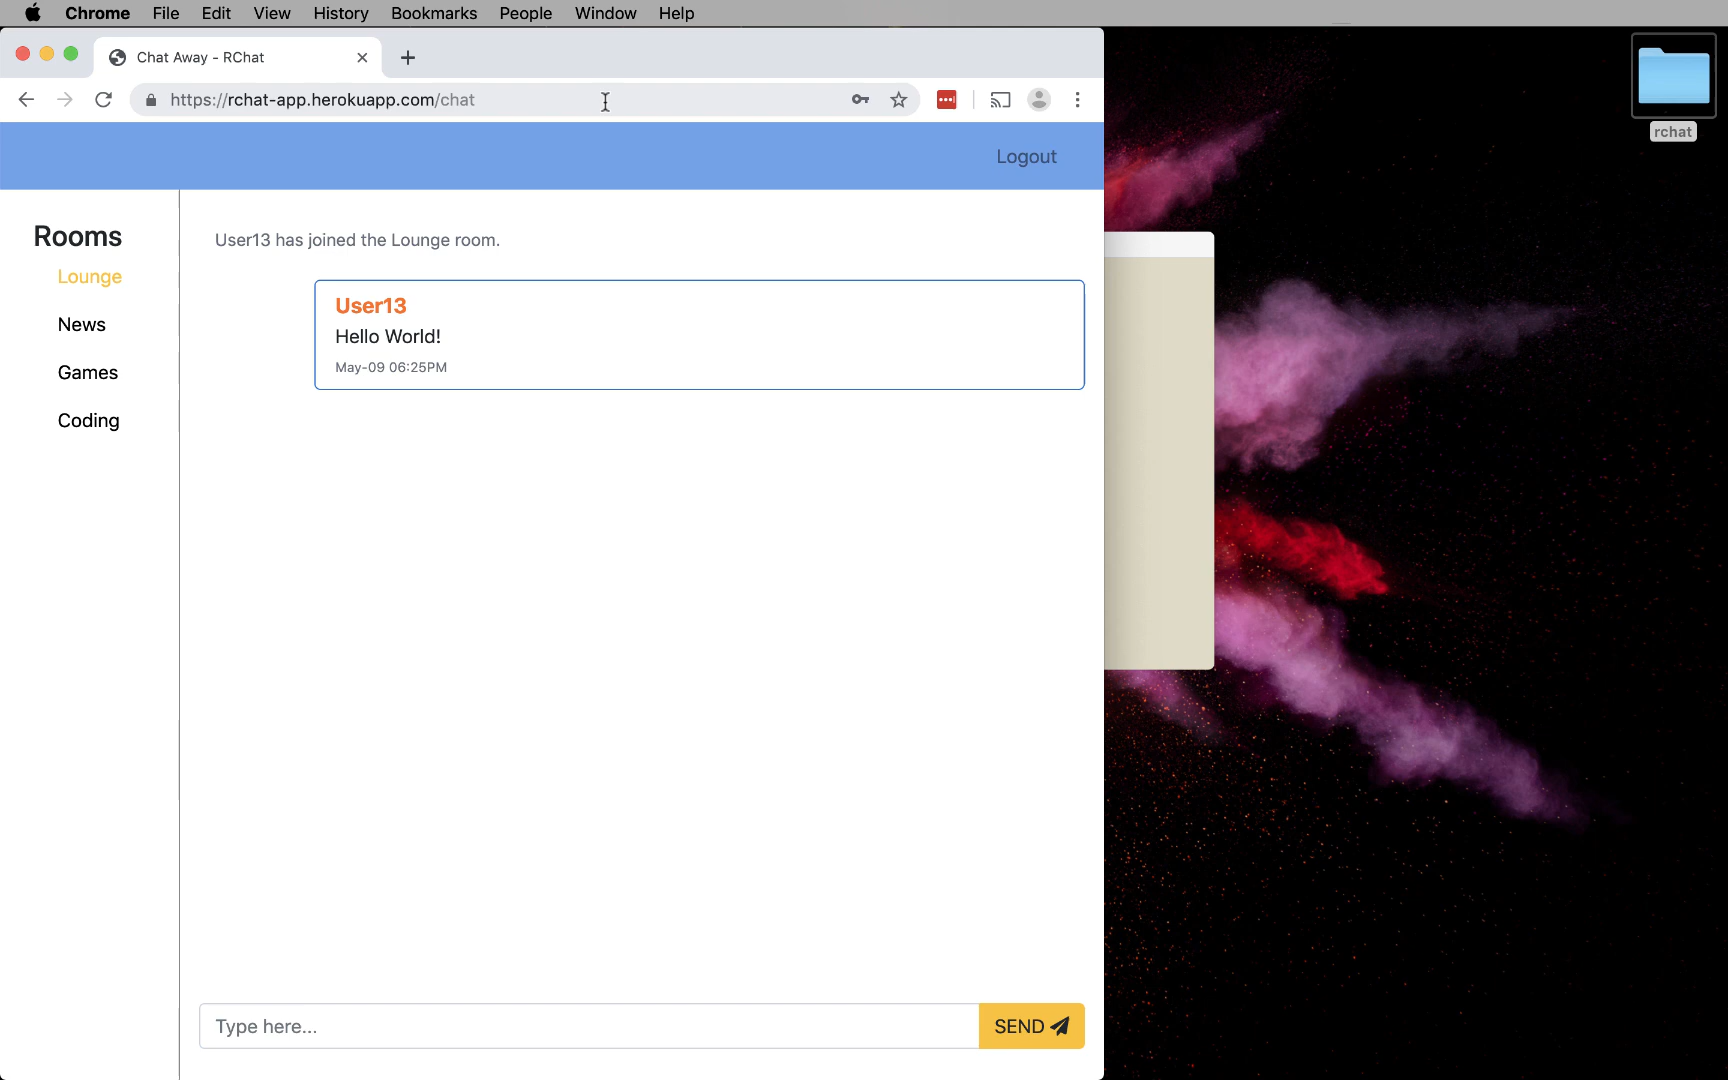 Chrome File Edit View History Bookmarks People Window Help
Chat Away - RChat
https://rchat-app.herokuapp.com/chat
rchat
Logout
Rooms
Lounge
News
Games
Coding
User13 has joined the Lounge room.
User13
Hello World!
May-09 06:25PM
Type here...
SEND